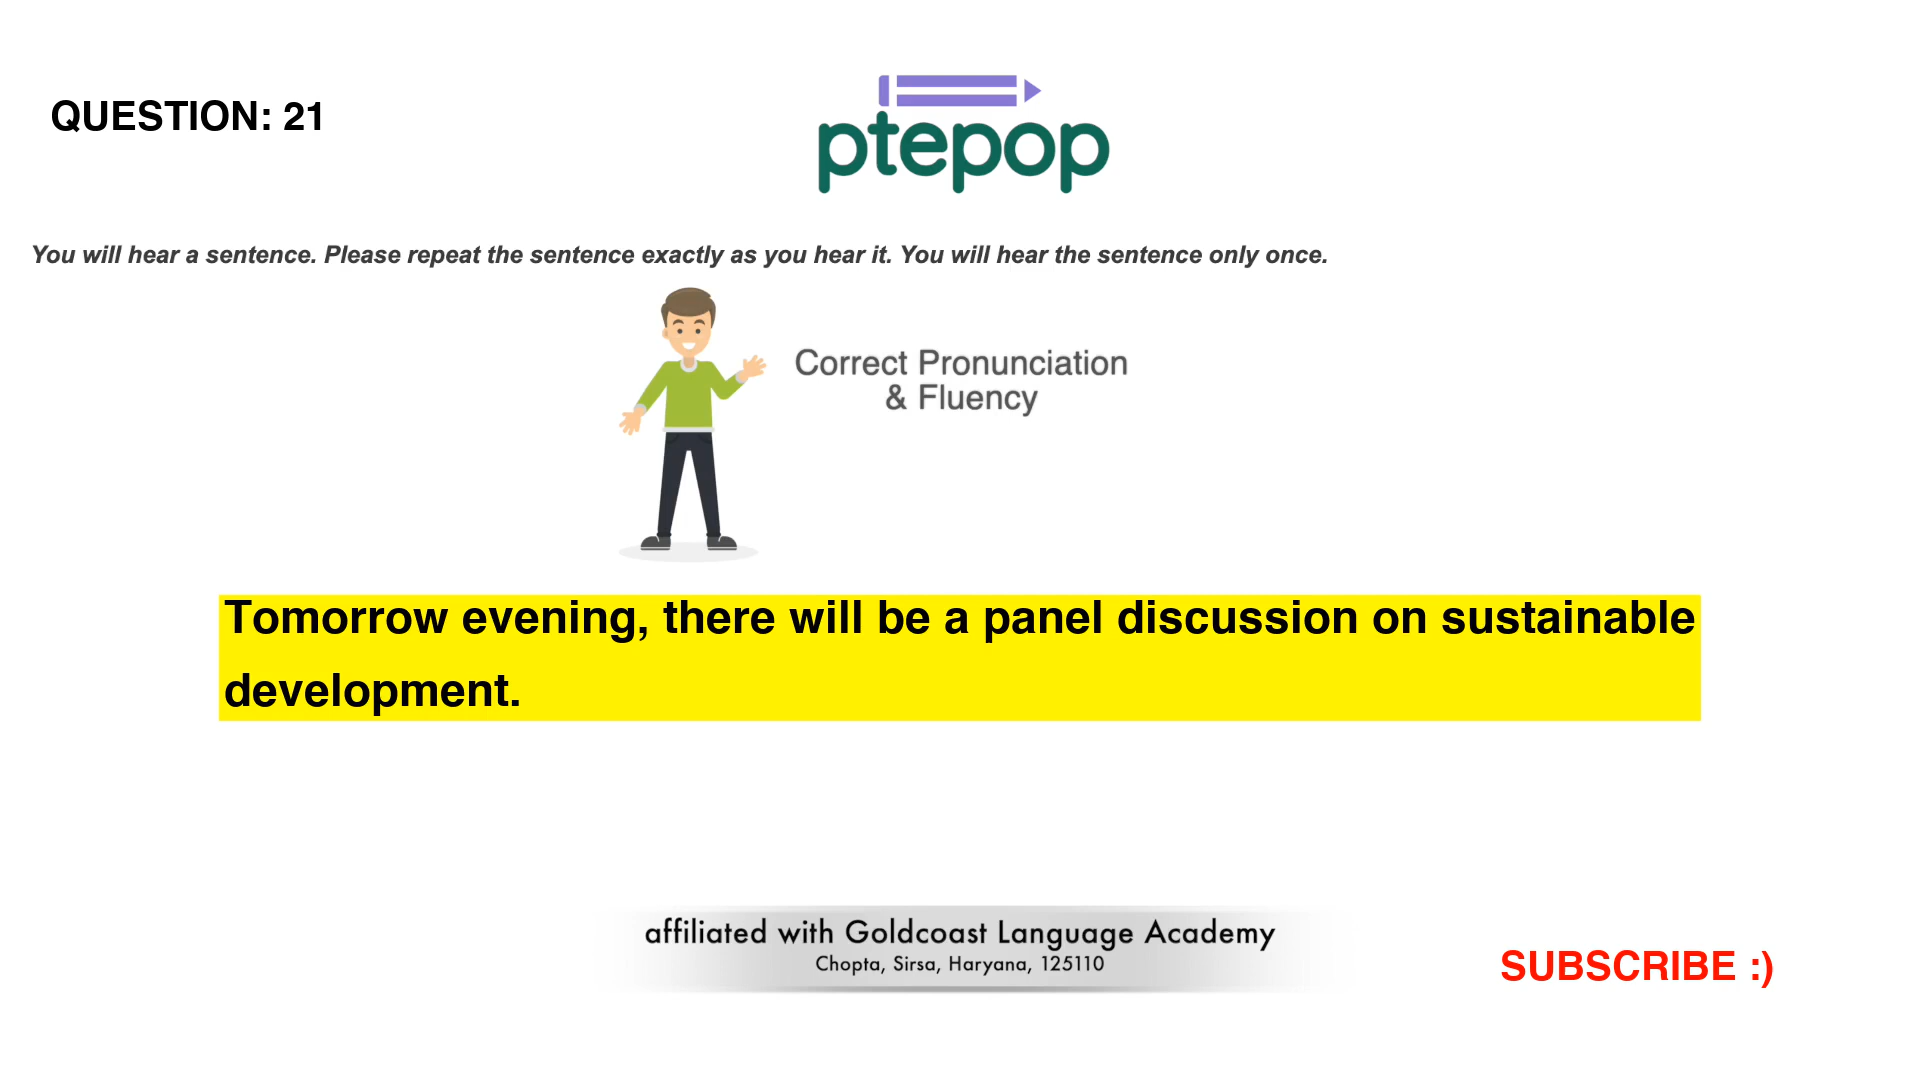 QUESTION: 21
ptepop
You will hear a sentence. Please repeat the sentence exactly as you hear it. You will hear the sentence only once.
Correct Pronunciation
& Fluency
Tomorrow evening, there will be a panel discussion on sustainable
development.
affiliated with Goldcoast Language Academy
Chopta, Sirsa, Haryana, 125110
SUBSCRIBE :)